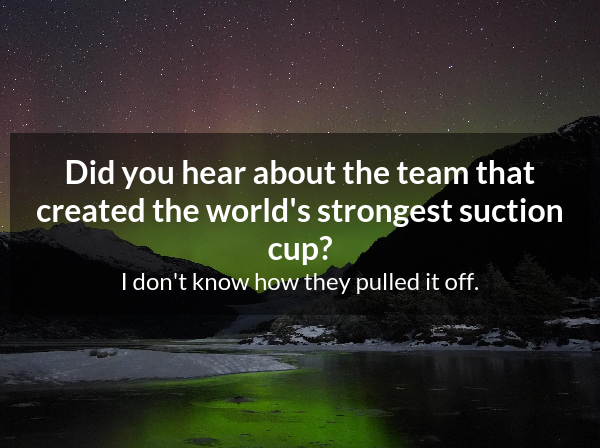 Did you hear about the team that
created the world's strongest suction
cup?
I don't know how they pulled it off.